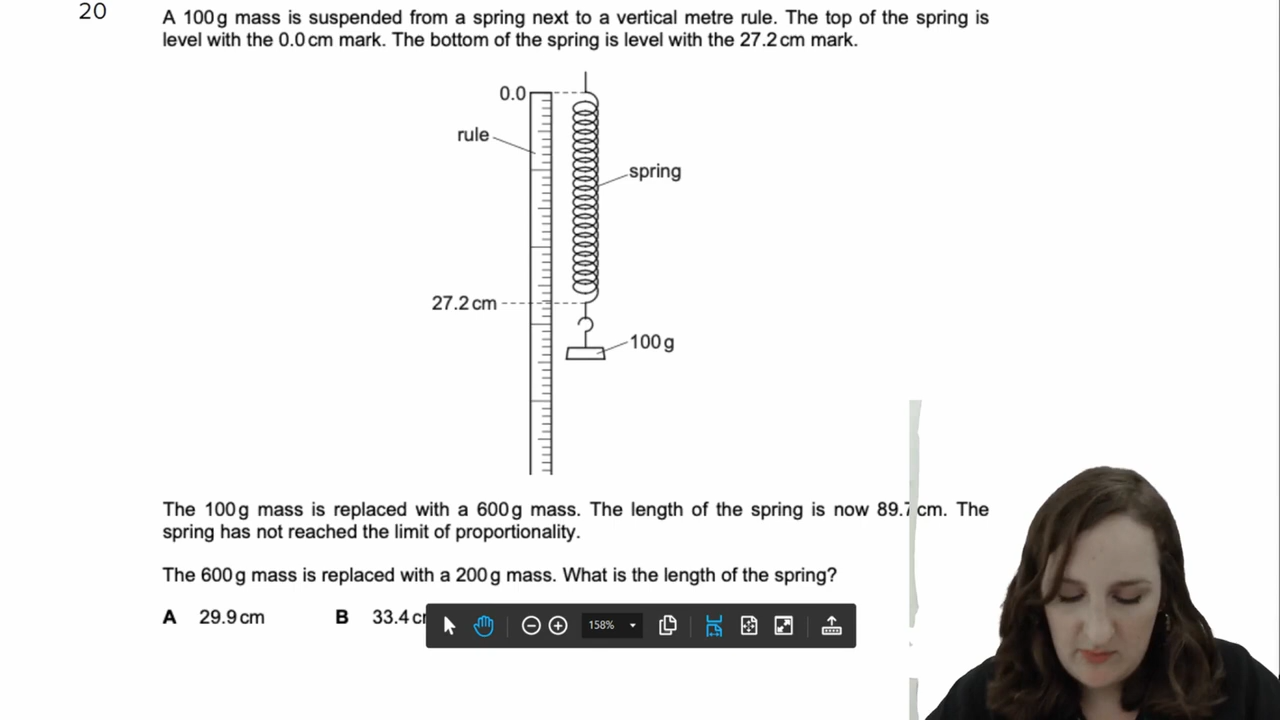 20
A 100 g mass is suspended from a spring next to a vertical metre rule. The top of the spring is
level with the 0.0 cm mark. The bottom of the spring is level with the 27.2 cm mark.
0.0
rule
spring
27.2 cm
100 g
The 100 g mass is replaced with a 600 g mass. The length of the spring is now 89.7 cm. The
spring has not reached the limit of proportionality.
The 600 g mass is replaced with a 200 g mass. What is the length of the spring?
A 29.9 cm B 33.4
158%